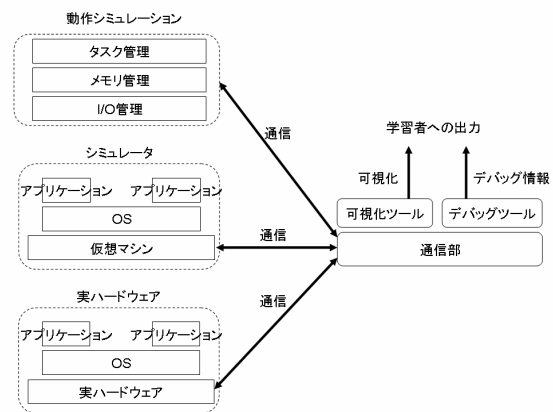 動作シミュレーション
タスク管理
メモリ管理
I/O管理
通信
シミュレータ
アプリケーション アプリケーション
OS
仮想マシン
通信
実ハードウェア
アプリケーション アプリケーション
OS
実ハードウェア
通信
学習者への出力
可視化 デバッグ情報
可視化ツール デバッグツール
通信部